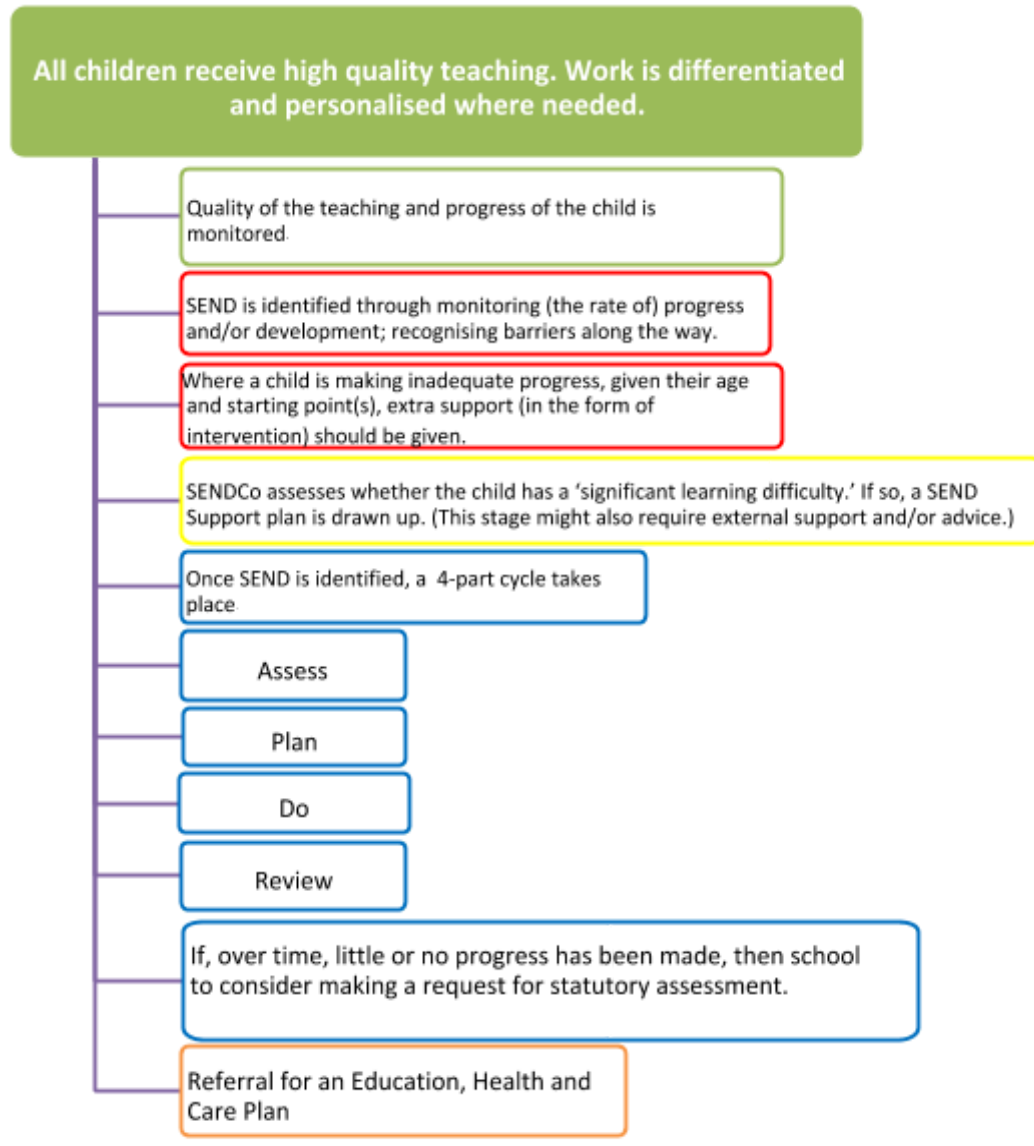 All children receive high quality teaching. Work is differentiated
and personalised where needed.
Quality of the teaching and progress of the child is
monitored.
SEND is identified through monitoring (the rate of) progress
and/or development; recognising barriers along the way.
Where a child is making inadequate progress, given their age
and starting point(s), extra support (in the form of
intervention) should be given.
SENDCo assesses whether the child has a ‘significant learning difficulty.’ If so, a SEND
Support plan is drawn up. (This stage might also require external support and/or advice.)
Once SEND is identified, a 4-part cycle takes
place.
Assess
Plan
Do
Review
If, over time, little or no progress has been made, then school
to consider making a request for statutory assessment.
Referral for an Education, Health and
Care Plan